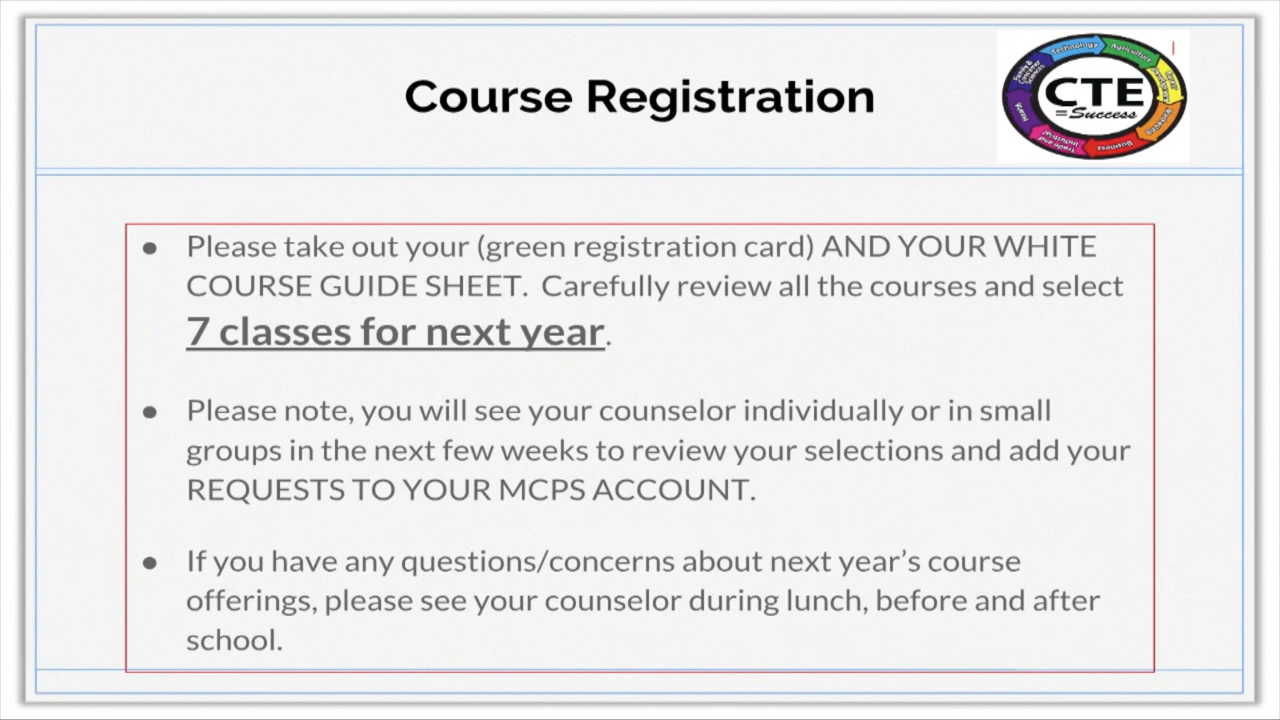 Course Registration
Technology
Agriculture
CTE
=Success
Business
Health
● Please take out your (green registration card) AND YOUR WHITE
COURSE GUIDE SHEET.  Carefully review all the courses and select
7 classes for next year.
● Please note, you will see your counselor individually or in small
groups in the next few weeks to review your selections and add your
REQUESTS TO YOUR MCPS ACCOUNT.
● If you have any questions/concerns about next year’s course
offerings, please see your counselor during lunch, before and after
school.